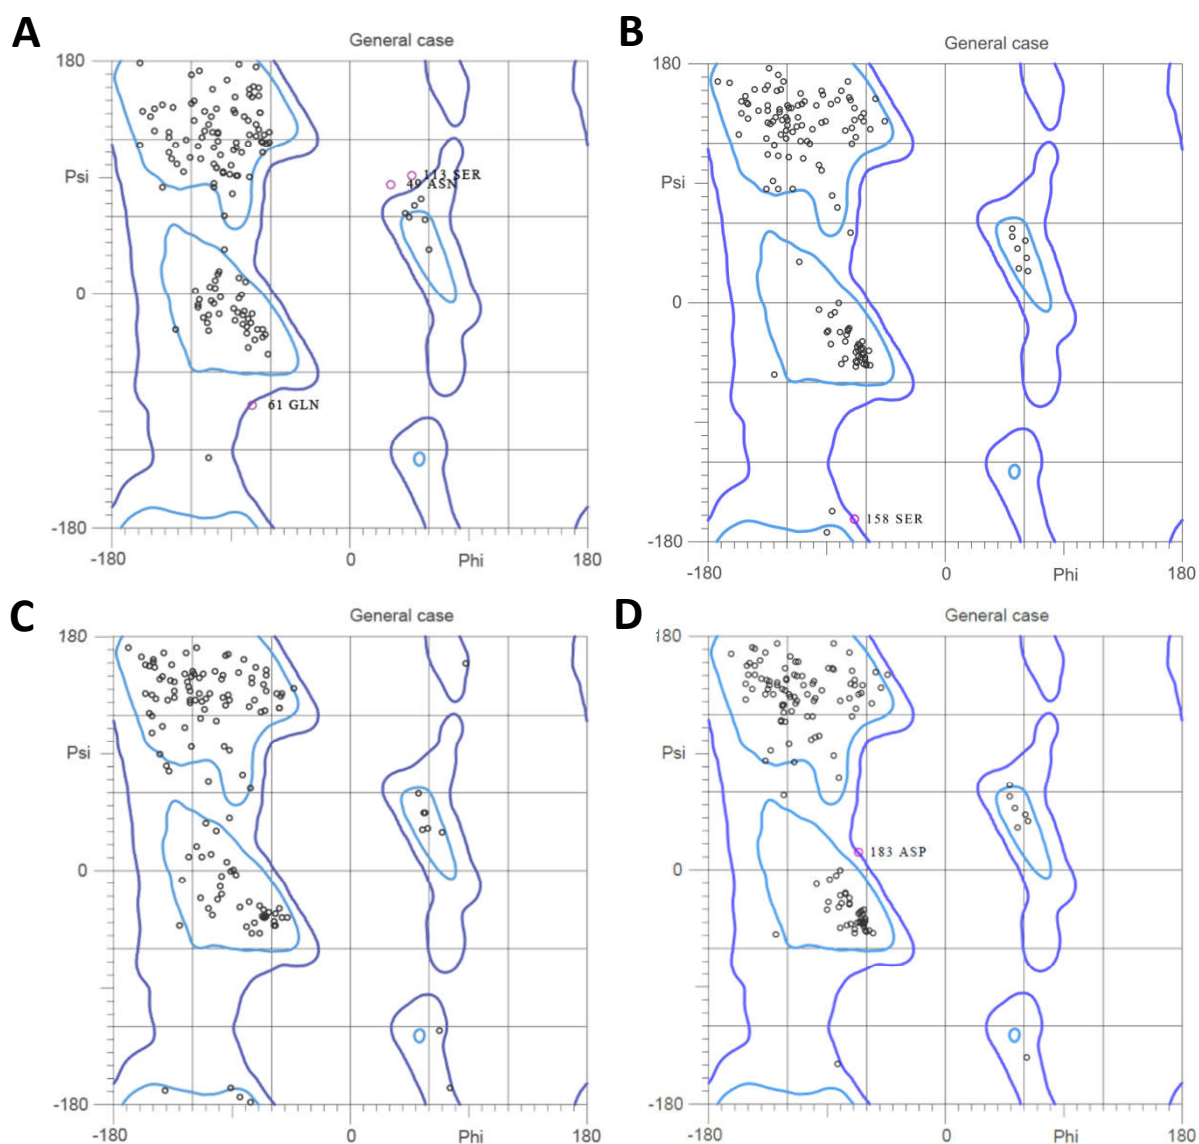 A
General case
180
Psi
113 SER
49 ASN
0
61 GLN
-180
-180
0
Phi
180
B
General case
180
Psi
0
158 SER
-180
-180
0
Phi
180
C
General case
180
Psi
0
-180
-180
0
Phi
180
D
General case
180
Psi
183 ASP
0
-180
-180
0
Phi
180